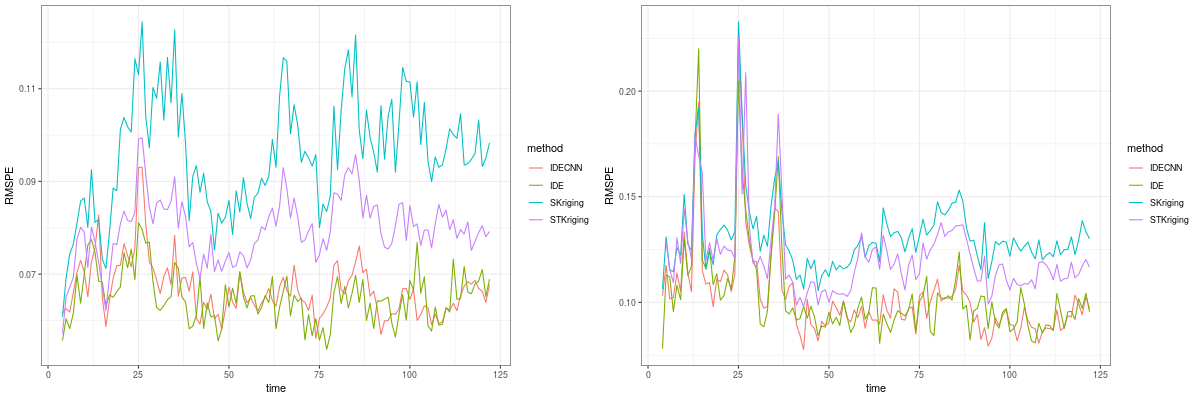 RMSPE
0.11
0.09
0.07
0
25
50
75
100
125
time
method
IDECNN
IDE
SKriging
STKriging
RMSPE
0.20
0.15
0.10
0
25
50
75
100
125
time
method
IDECNN
IDE
SKriging
STKriging